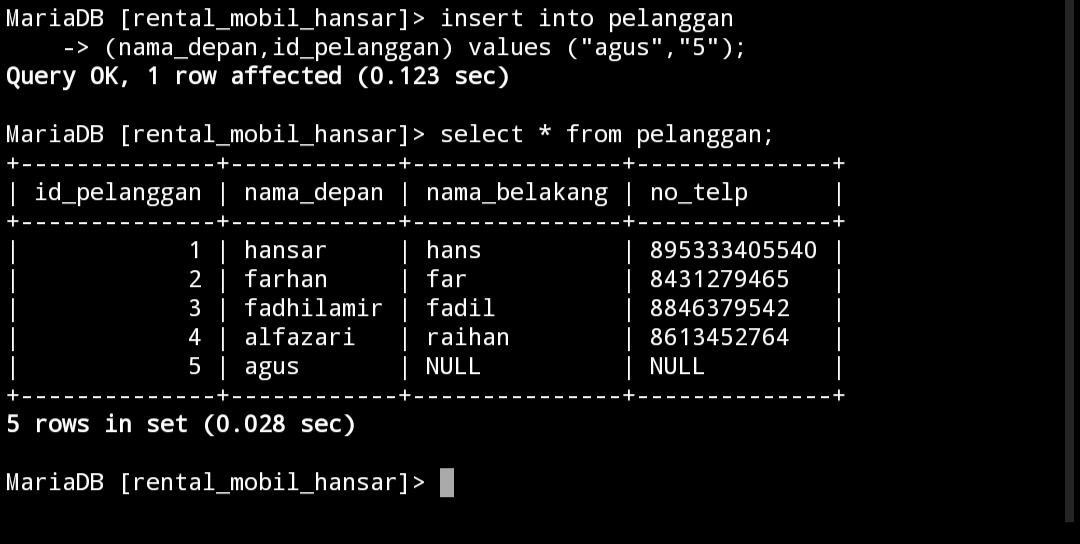 MariaDB [rental_mobil_hansar]> insert into pelanggan
    -> (nama_depan,id_pelanggan) values ("agus","5");
Query OK, 1 row affected (0.123 sec)

MariaDB [rental_mobil_hansar]> select * from pelanggan;
+--------------+------------+---------------+--------------+
| id_pelanggan | nama_depan | nama_belakang | no_telp      |
+--------------+------------+---------------+--------------+
|            1 | hansar     | hans          | 895333405540 |
|            2 | farhan     | far           | 8431279465   |
|            3 | fadhilamir | fadil         | 8846379542   |
|            4 | alfazari   | raihan        | 8613452764   |
|            5 | agus       | NULL          | NULL         |
+--------------+------------+---------------+--------------+
5 rows in set (0.028 sec)

MariaDB [rental_mobil_hansar]>